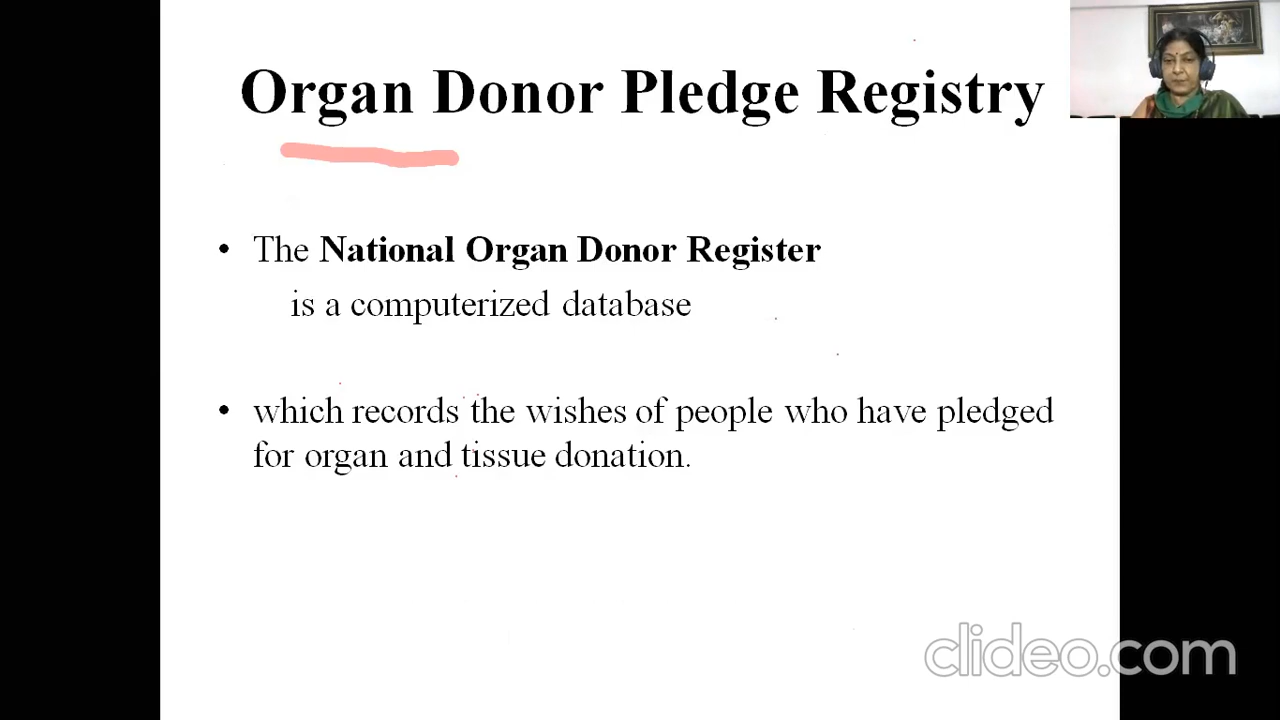 Organ Donor Pledge Registry
• The National Organ Donor Register
is a computerized database
• which records the wishes of people who have pledged
for organ and tissue donation.
clideo.com